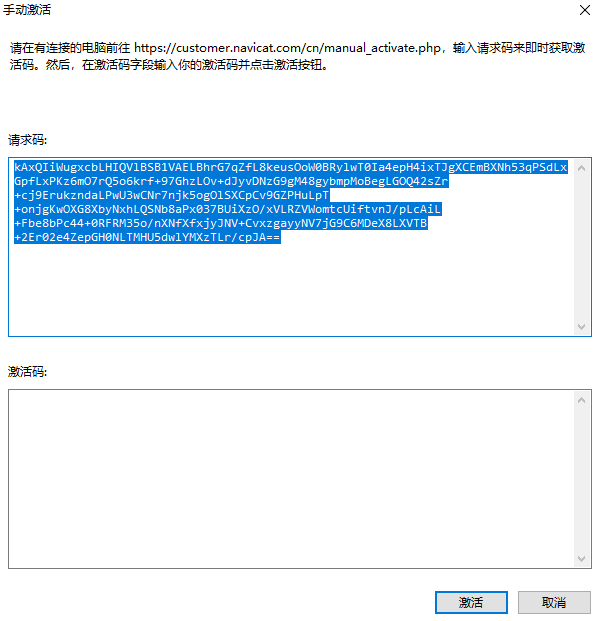 手动激活
请在有连接的电脑前往 https://customer.navicat.com/cn/manual_activate.php，输入请求码来即时获取激
活码。然后，在激活码字段输入你的激活码并点击激活按钮。
请求码:
kAxQIiWugxcbLHIQVlBSB1VAELBhrG7qZfL8keusOoW0BRylwT0Ia4epH4ixTJgXCEmBXNh53qPSdLx
GpfLxPKz6mO7rQ5o6krf+97GhzLOv+dJyvDNzG9gM48gybmpMoBegLGOQ42sZr
+cj9ErukzndaLPwU3wCNr7njk5ogOlSXCpCv9GZPHuLpT
+onjgKwOXG8XbyNxhLQSNb8aPx037BUiXzO/xVLRZVWomtcUiftvnJ/pLcAiL
+Fbe8bPc44+0RFRM35o/nXNfXfxjyJNV+CvxzgayyNV7jG9C6MDeX8LXVTB
+2Er02e4ZepGH0NLTMHU5dwlYMXzTLr/cpJA==
激活码:
激活
取消